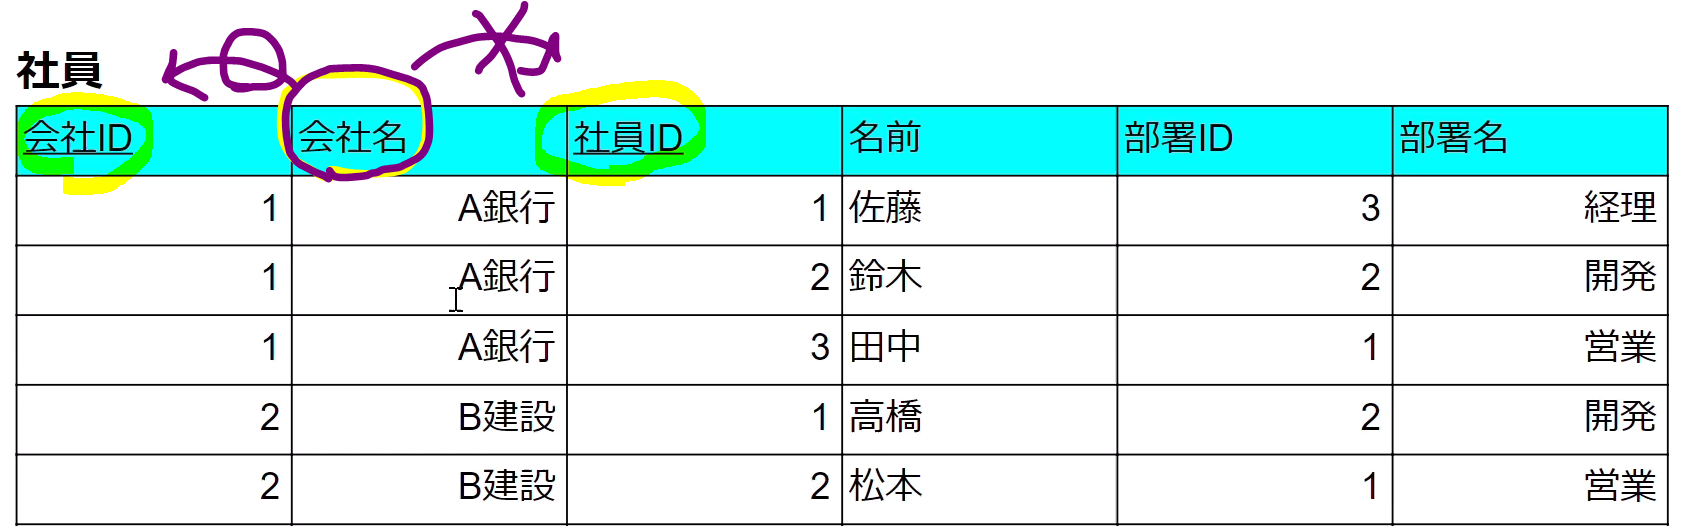 社員
会社ID 会社名 社員ID 名前 部署ID 部署名
1 A銀行 1 佐藤 3 経理
1 A銀行 2 鈴木 2 開発
1 A銀行 3 田中 1 営業
2 B建設 1 高橋 2 開発
2 B建設 2 松本 1 営業